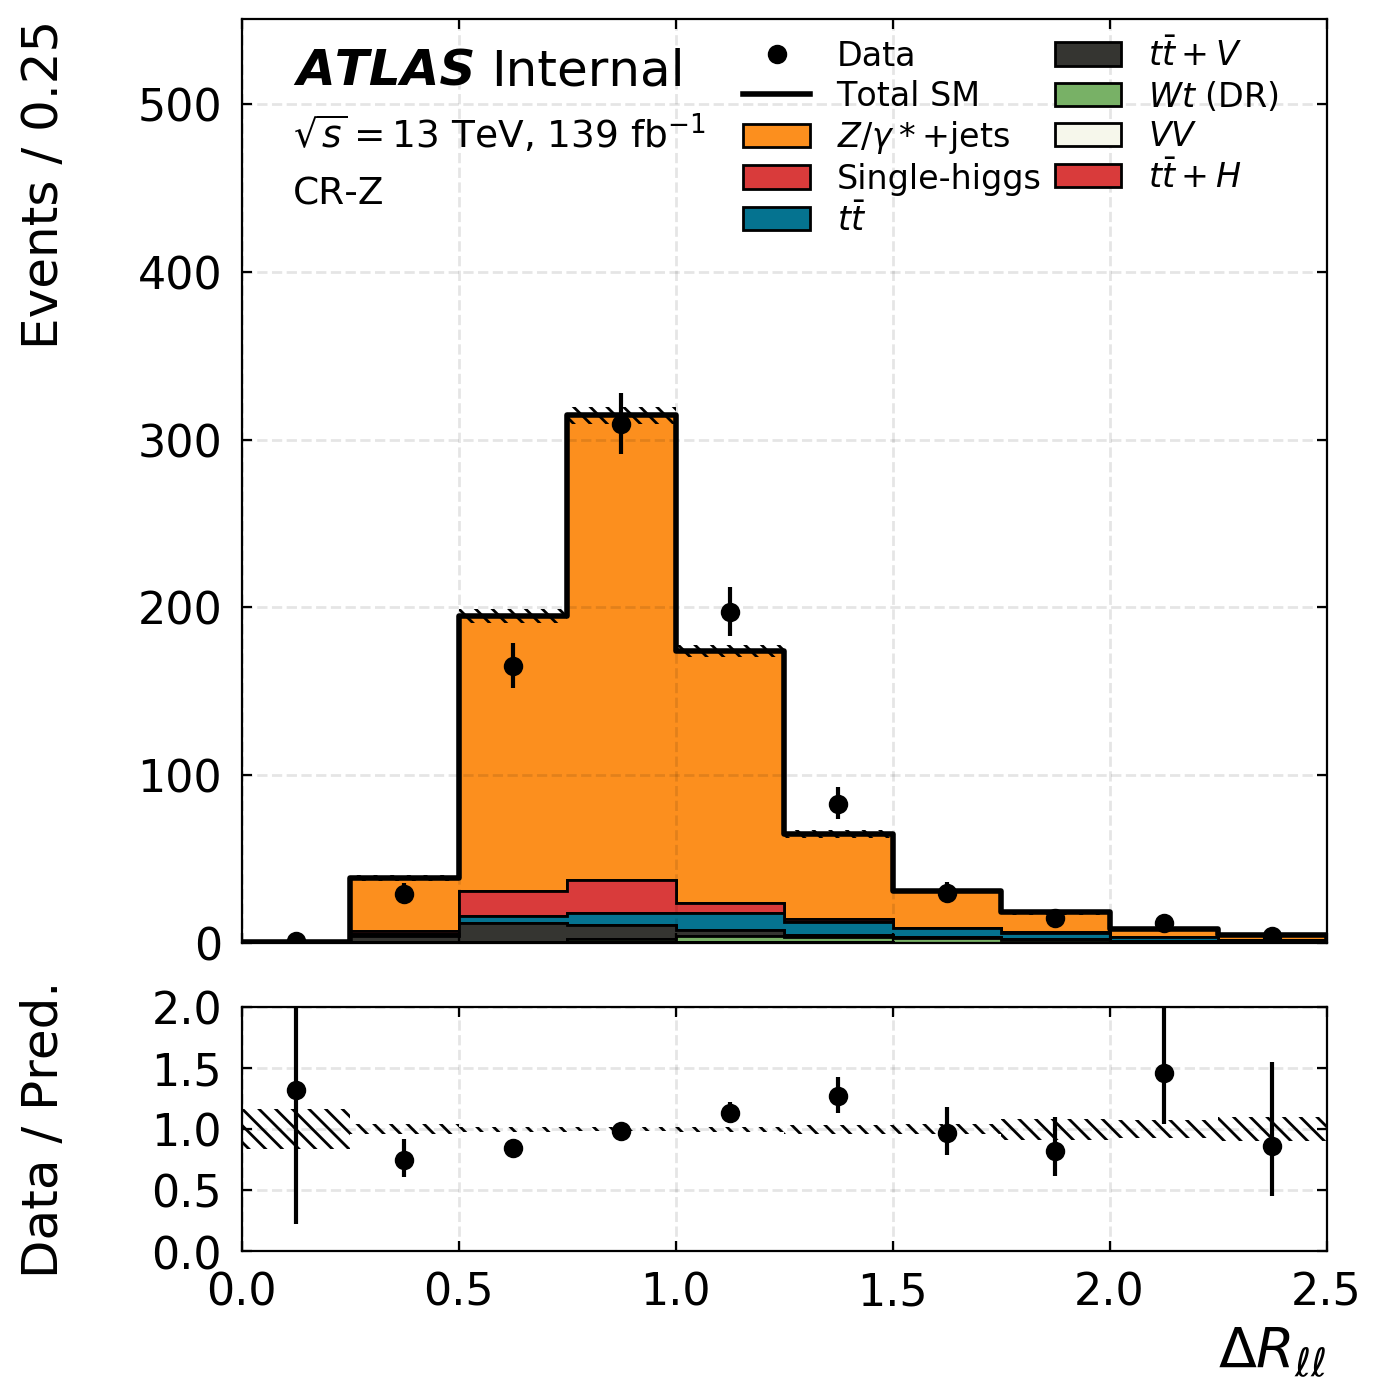 Events / 0.25
ATLAS Internal
√s = 13 TeV, 139 fb⁻¹
CR-Z
Data
Total SM
Z/γ*+jets
Single-higgs
tt̄
tt̄ + V
Wt (DR)
VV
tt̄ + H
500
400
300
200
100
0
Data / Pred.
2.0
1.5
1.0
0.5
0.0
0.0 0.5 1.0 1.5 2.0 2.5
ΔRℓℓ